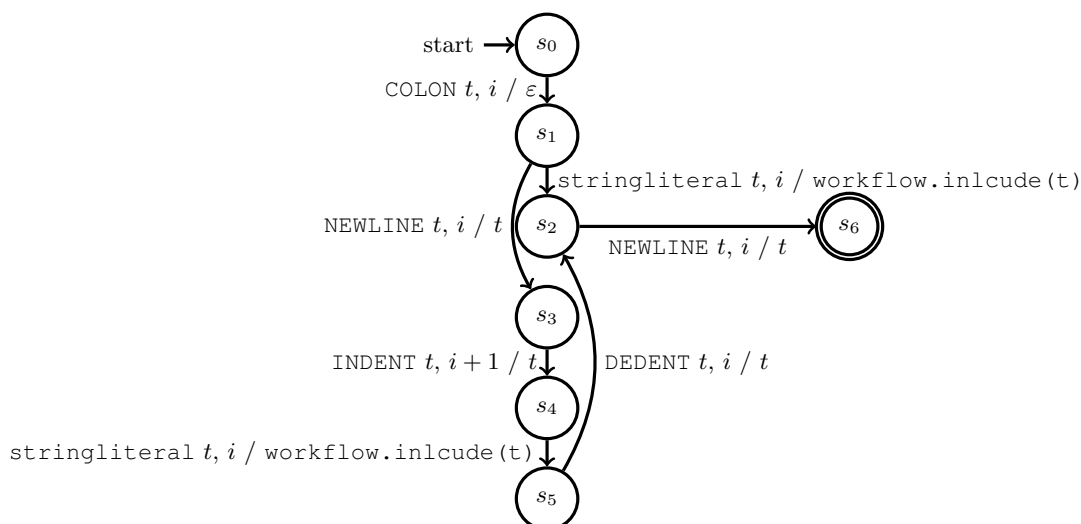 start s₀
COLON t, i / ε
s₁
stringliteral t, i / workflow.inlcude(t)
NEWLINE t, i / t s₂ s₆
NEWLINE t, i / t
s₃
INDENT t, i + 1 / t DEDENT t, i / t
s₄
stringliteral t, i / workflow.inlcude(t)
s₅